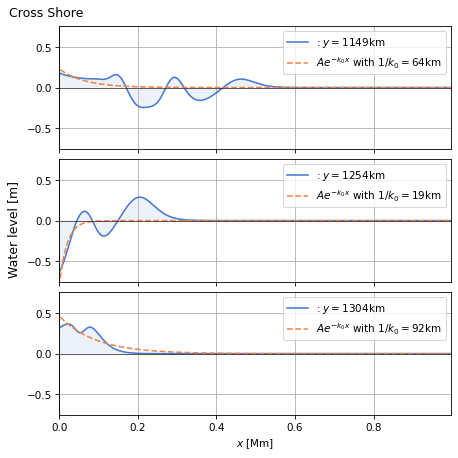 Cross Shore
0.5
0.0
−0.5
: y = 1149km
Ae^{−k₀x} with 1/k₀ = 64km
Water level [m]
0.5
0.0
−0.5
: y = 1254km
Ae^{−k₀x} with 1/k₀ = 19km
0.5
0.0
−0.5
: y = 1304km
Ae^{−k₀x} with 1/k₀ = 92km
0.0 0.2 0.4 0.6 0.8
x [Mm]